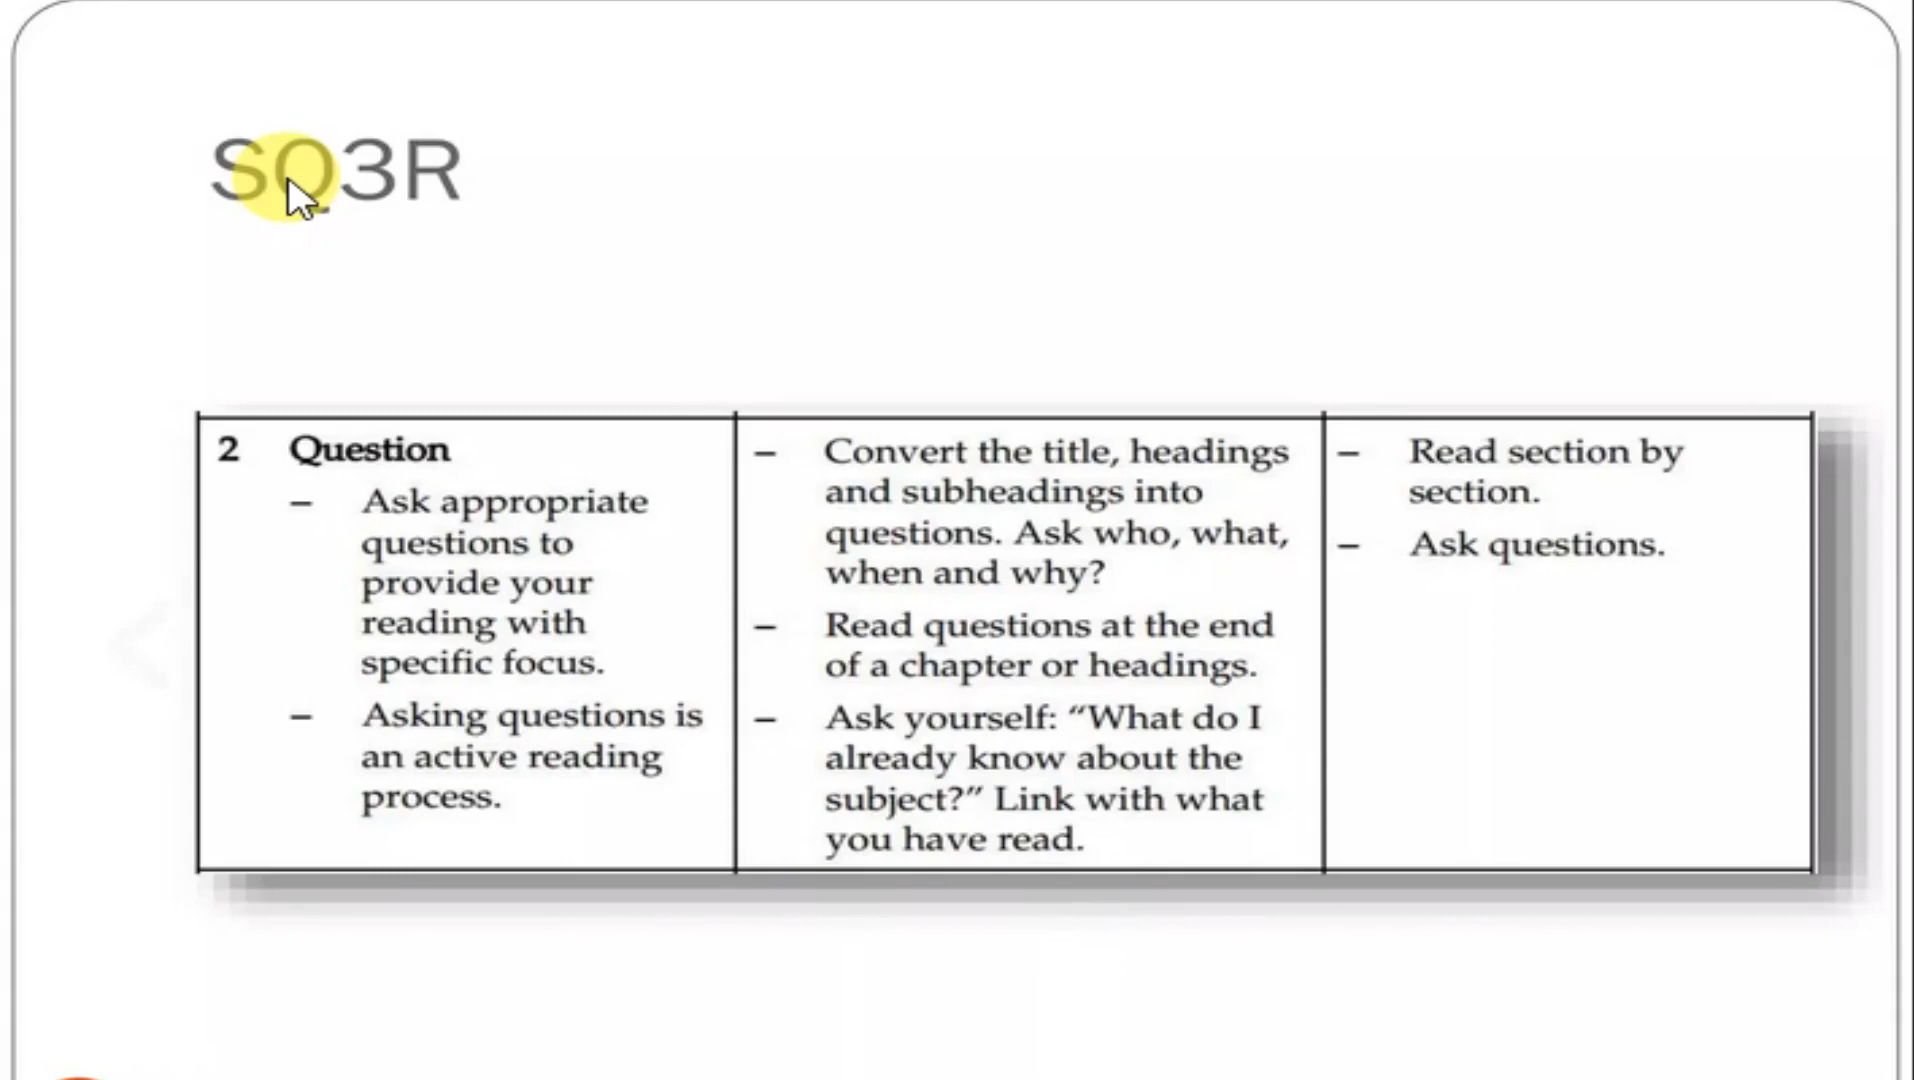 SQ3R
2 Question
– Ask appropriate
questions to
provide your
reading with
specific focus.
– Asking questions is
an active reading
process.
– Convert the title, headings
and subheadings into
questions. Ask who, what,
when and why?
– Read questions at the end
of a chapter or headings.
– Ask yourself: “What do I
already know about the
subject?” Link with what
you have read.
– Read section by
section.
– Ask questions.